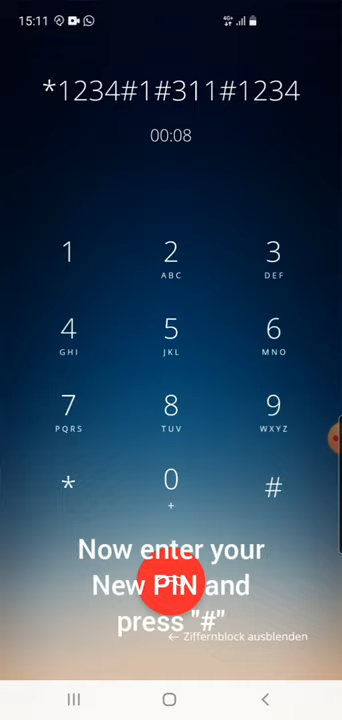 15:11
4G+
*1234#1#311#1234
00:08
1 2 3
ABC DEF
4 5 6
GHI JKL MNO
7 8 9
PQRS TUV WXYZ
* 0 #
+
Now enter your
New PIN and
press "#"
← Ziffernblock ausblenden